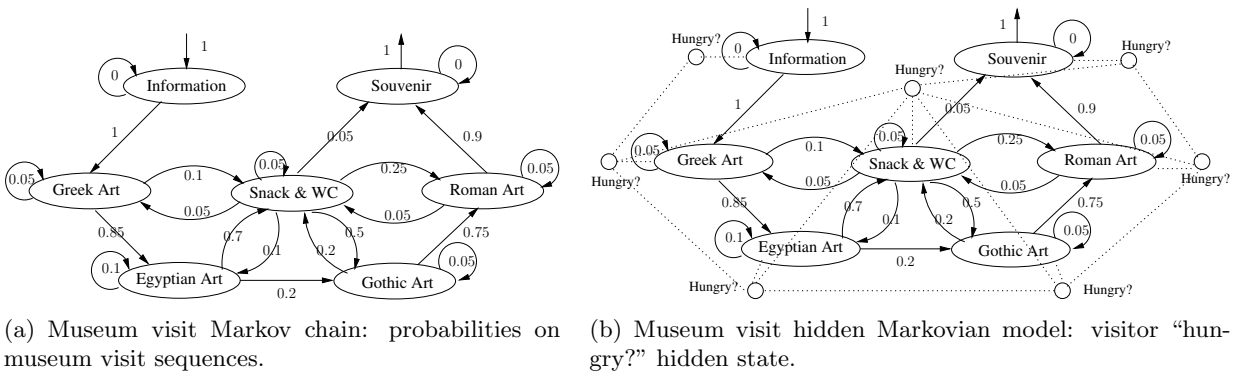 1
1
0
0
Information
Souvenir
1
0.05
0.9
0.05
0.05
0.05
0.1
0.25
Greek Art
Snack & WC
Roman Art
0.05
0.05
0.85
0.7
0.1
0.5
0.2
0.75
0.1
0.05
Egyptian Art
Gothic Art
0.2
(a) Museum visit Markov chain: probabilities on
museum visit sequences.
Hungry?
1
1
0
0
Hungry?
Information
Souvenir
Hungry?
1
0.05
0.9
0.05
0.05
0.05
0.1
0.25
Greek Art
Snack & WC
Roman Art
Hungry?
0.05
0.05
Hungry?
0.85
0.7
0.1
0.5
0.2
0.75
0.1
0.05
Egyptian Art
Gothic Art
0.2
Hungry?
Hungry?
(b) Museum visit hidden Markovian model: visitor “hun-
gry?” hidden state.